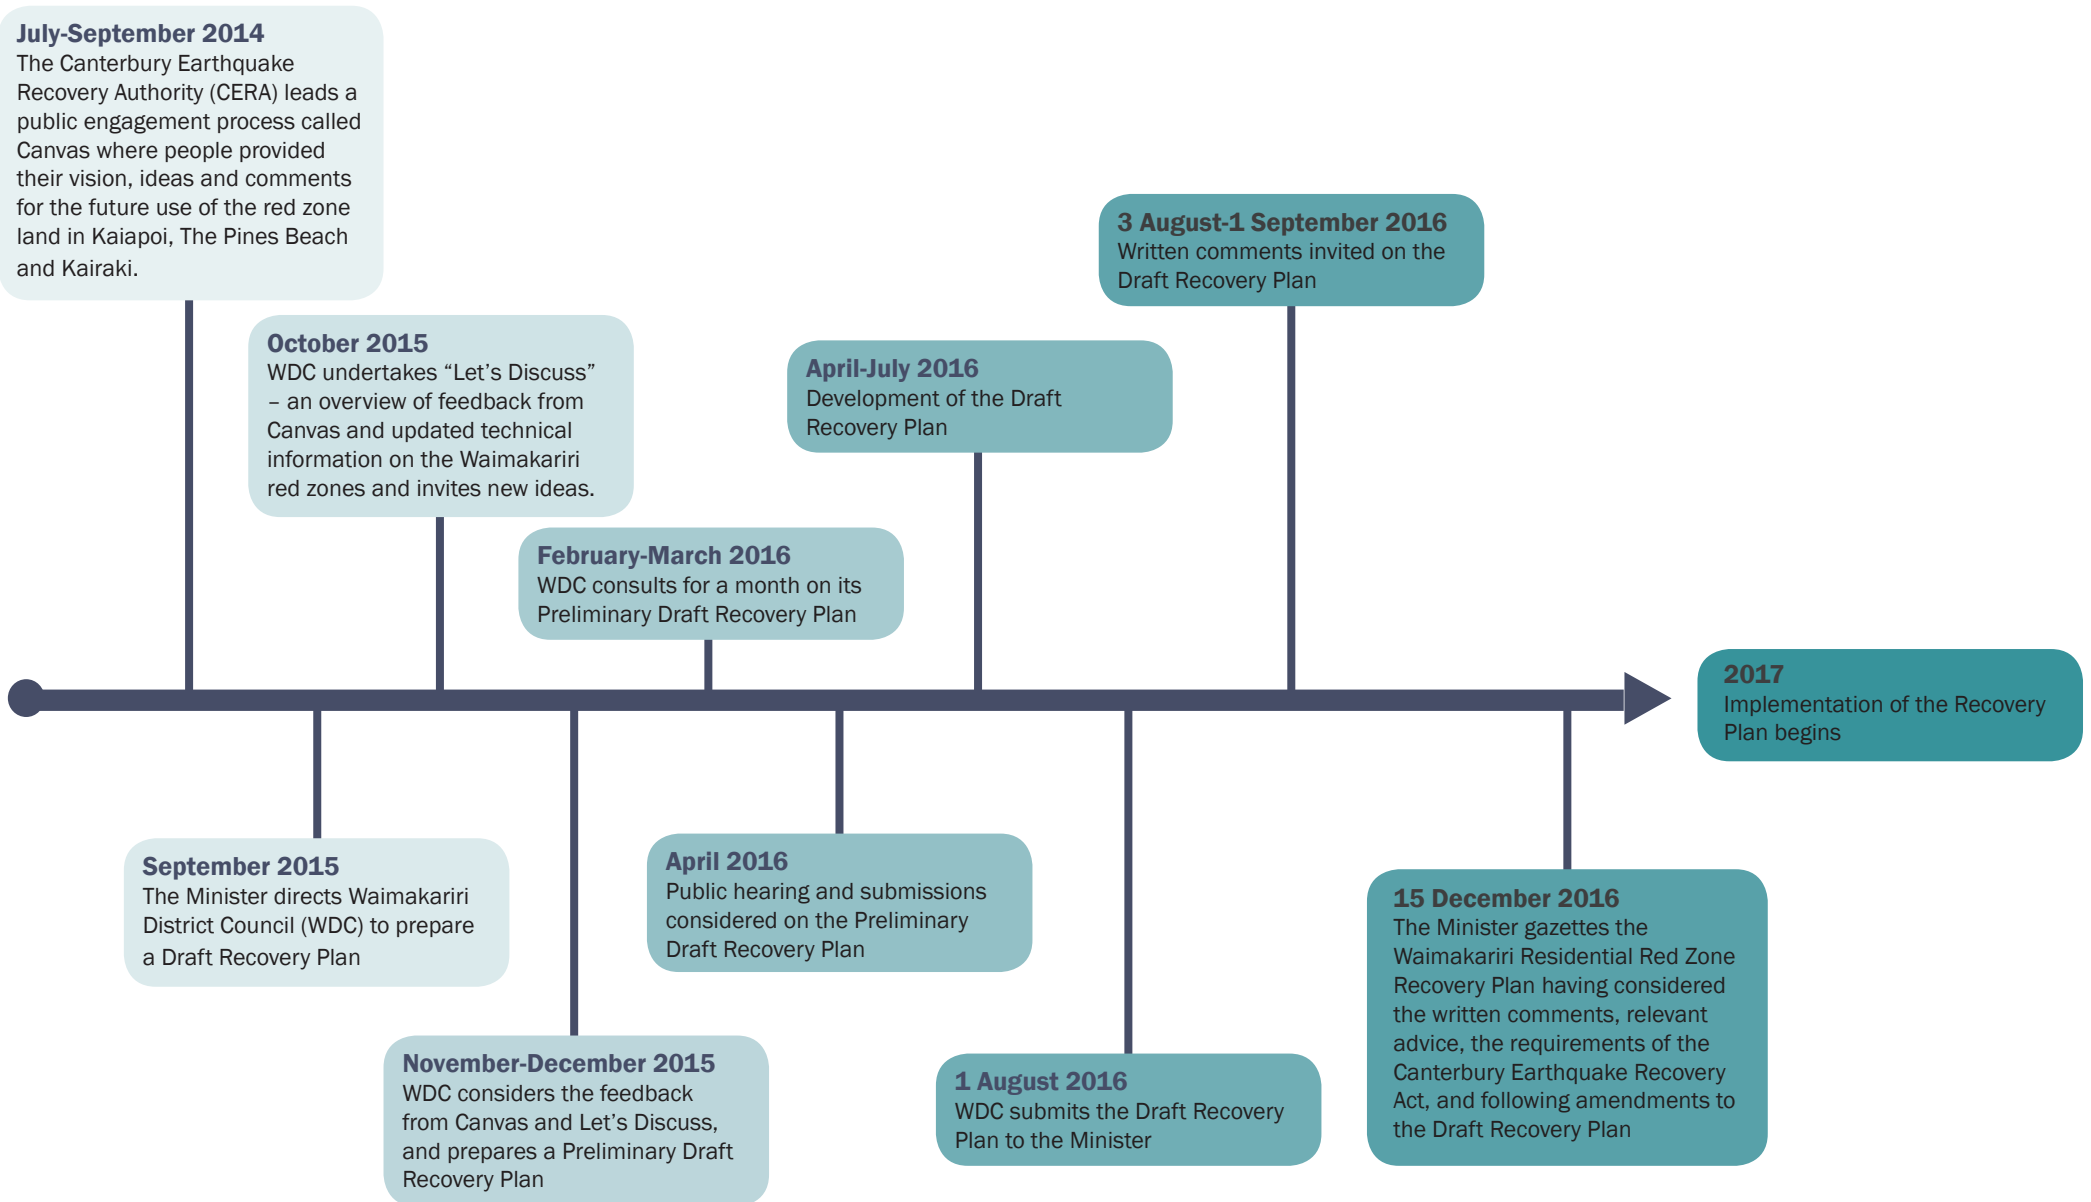 July-September 2014
The Canterbury Earthquake
Recovery Authority (CERA) leads a
public engagement process called
Canvas where people provided
their vision, ideas and comments
for the future use of the red zone
land in Kaiapoi, The Pines Beach
and Kairaki.
September 2015
The Minister directs Waimakariri
District Council (WDC) to prepare
a Draft Recovery Plan
October 2015
WDC undertakes “Let’s Discuss”
– an overview of feedback from
Canvas and updated technical
information on the Waimakariri
red zones and invites new ideas.
November-December 2015
WDC considers the feedback
from Canvas and Let’s Discuss,
and prepares a Preliminary Draft
Recovery Plan
February-March 2016
WDC consults for a month on its
Preliminary Draft Recovery Plan
April 2016
Public hearing and submissions
considered on the Preliminary
Draft Recovery Plan
April-July 2016
Development of the Draft
Recovery Plan
1 August 2016
WDC submits the Draft Recovery
Plan to the Minister
3 August-1 September 2016
Written comments invited on the
Draft Recovery Plan
15 December 2016
The Minister gazettes the
Waimakariri Residential Red Zone
Recovery Plan having considered
the written comments, relevant
advice, the requirements of the
Canterbury Earthquake Recovery
Act, and following amendments to
the Draft Recovery Plan
2017
Implementation of the Recovery
Plan begins